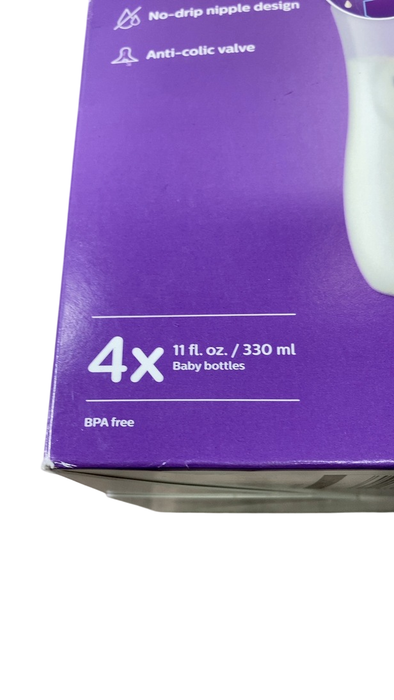 No-drip nipple design
Anti-colic valve
4x
11 fl. oz. / 330 ml
Baby bottles
BPA free